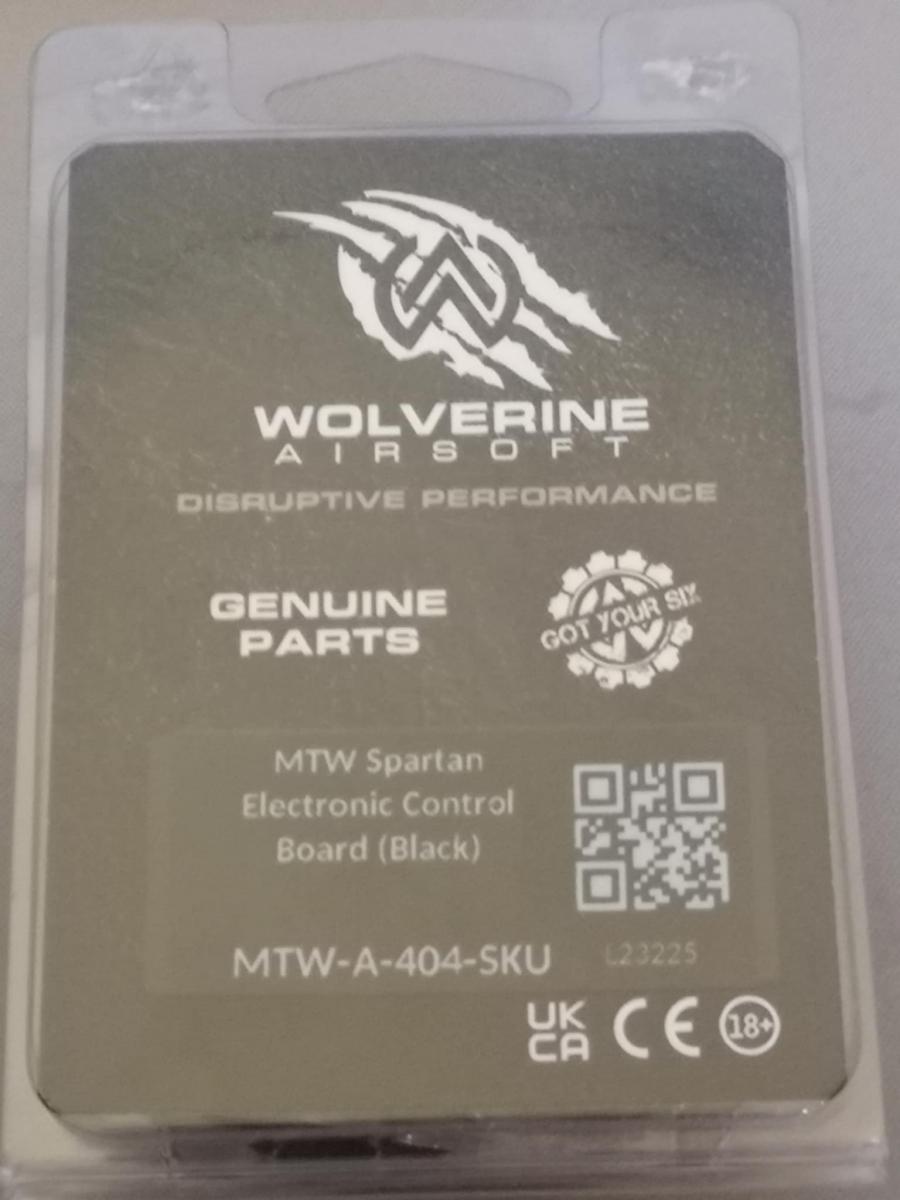 WOLVERINE
AIRSOFT
DISRUPTIVE PERFORMANCE
GENUINE
PARTS
GOT YOUR SIX
MTW Spartan
Electronic Control
Board (Black)
MTW-A-404-SKU
L23225
UK
CA
CE
18+